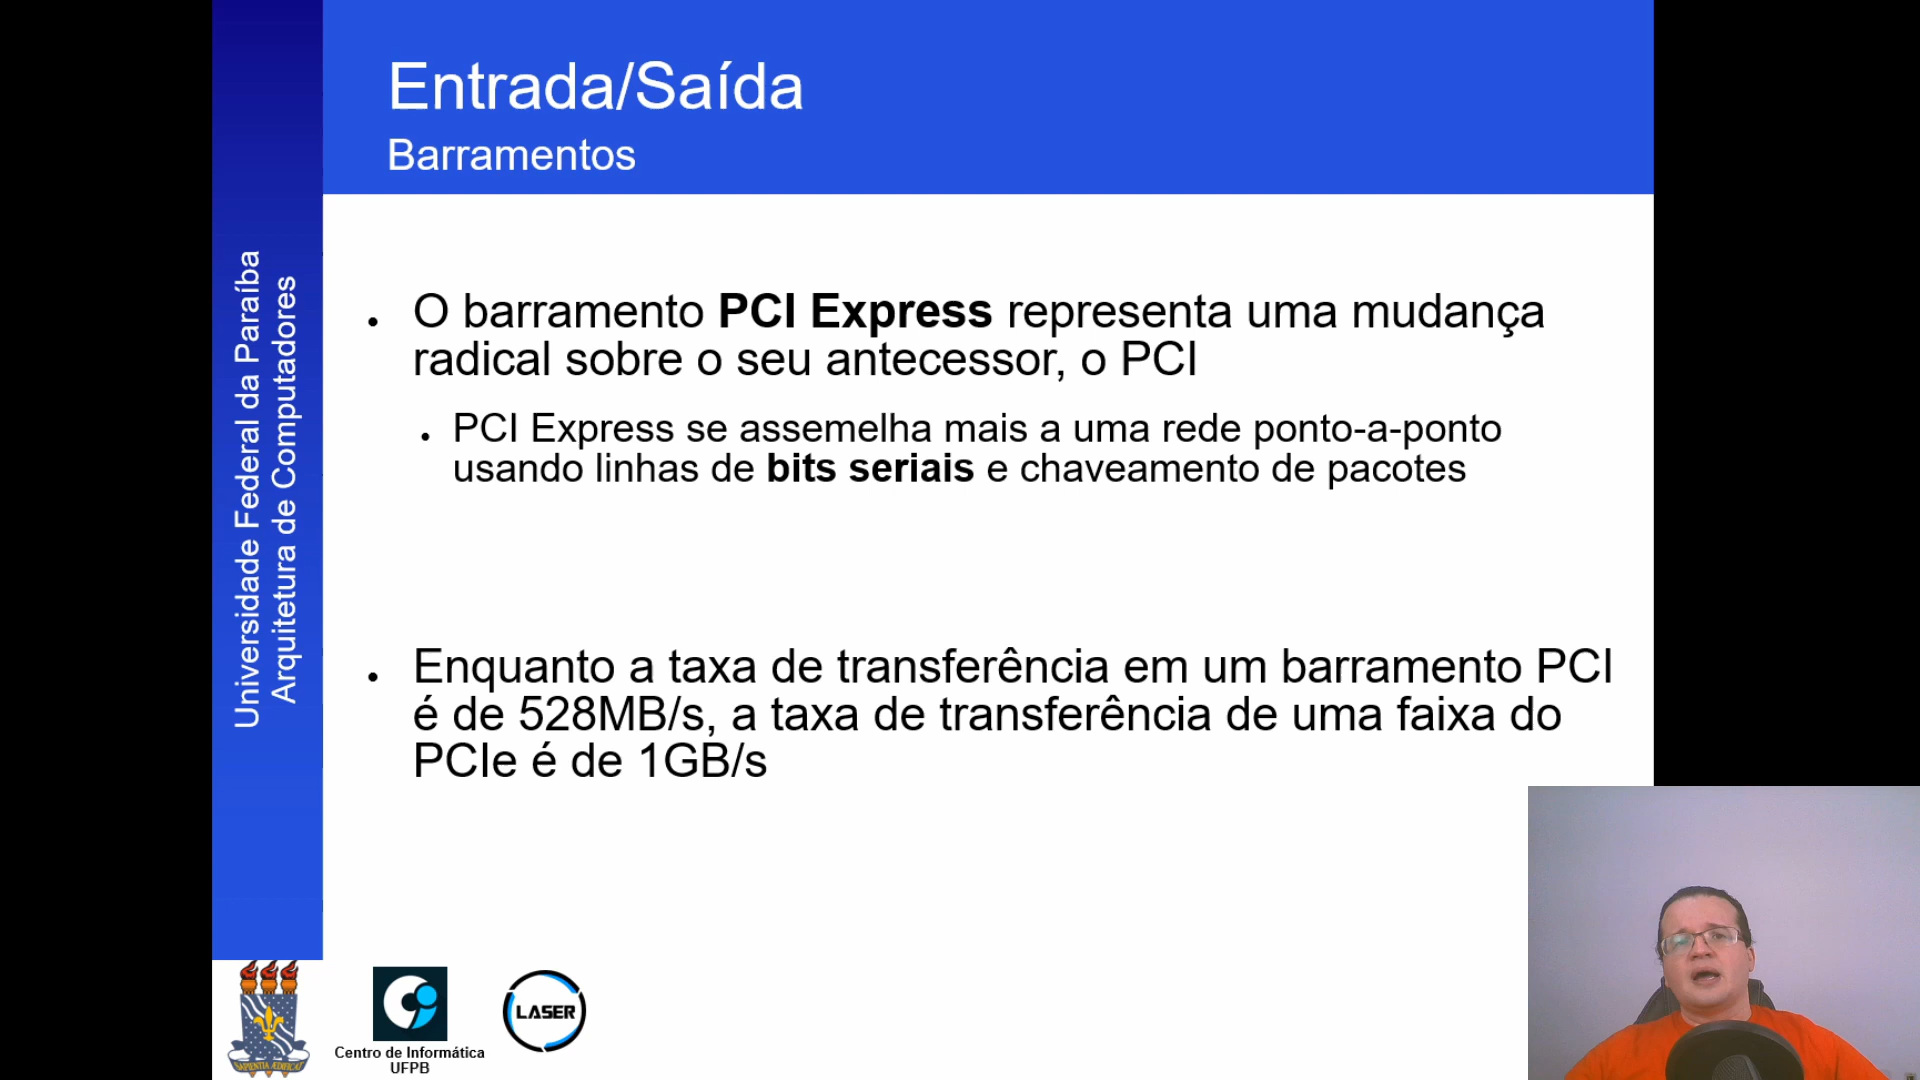 Entrada/Saída
Barramentos
Universidade Federal da Paraíba
Arquitetura de Computadores
• O barramento PCI Express representa uma mudança
radical sobre o seu antecessor, o PCI
• PCI Express se assemelha mais a uma rede ponto-a-ponto
usando linhas de bits seriais e chaveamento de pacotes
• Enquanto a taxa de transferência em um barramento PCI
é de 528MB/s, a taxa de transferência de uma faixa do
PCIe é de 1GB/s
SAPIENTIA ÆDIFICAT
Centro de Informática
UFPB
LASER